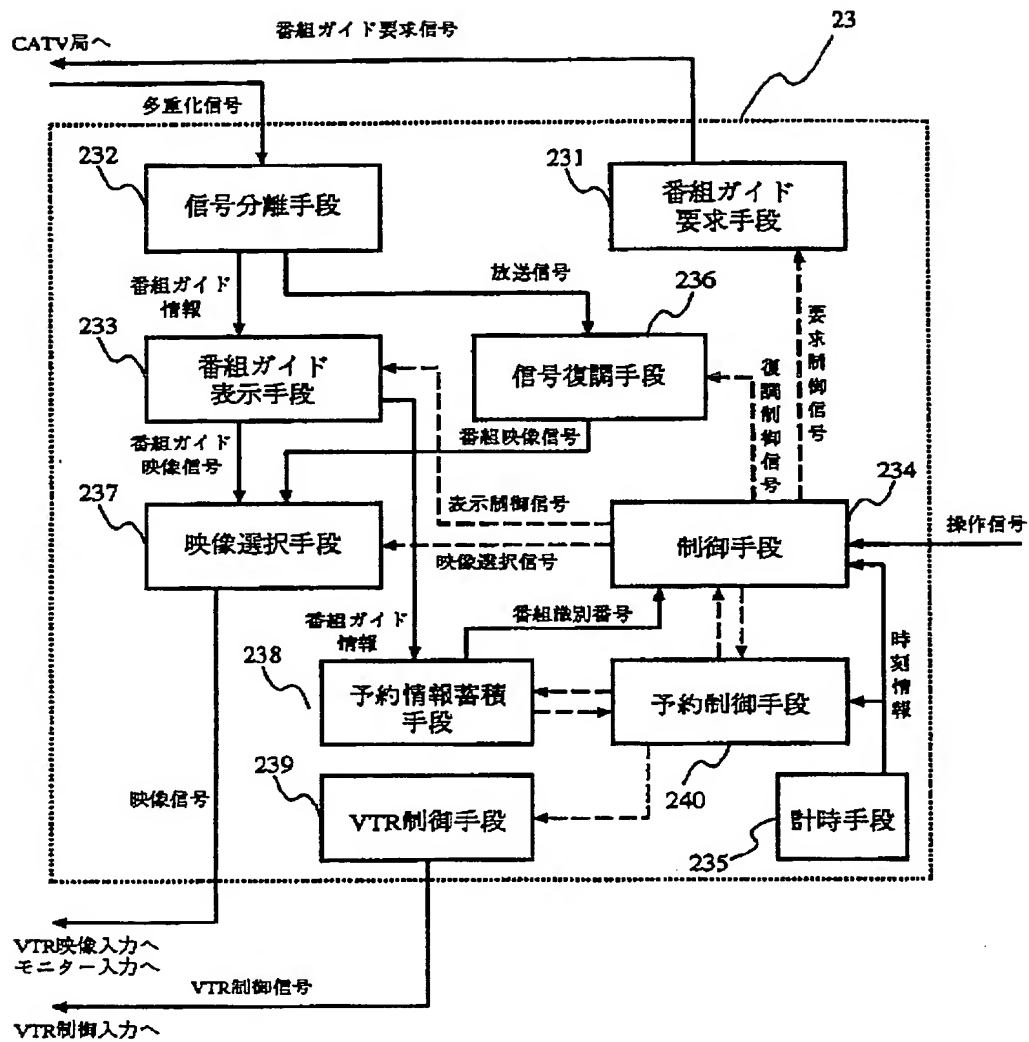 番組ガイド要求信号
23
CATV局へ
多重化信号
232
信号分離手段
231
番組ガイド
要求手段
番組ガイド
情報
放送信号
236
233
番組ガイド
表示手段
信号復調手段
復調制御信号
要求制御信号
番組ガイド
映像信号
番組映像信号
237
表示制御信号
234
操作信号
映像選択手段
映像選択信号
制御手段
番組ガイド
情報
番組識別番号
時刻情報
238
予約情報蓄積
手段
予約制御手段
239
240
映像信号
VTR制御手段
計時手段
235
VTR映像入力へ
モニター入力へ
VTR制御信号
VTR制御入力へ